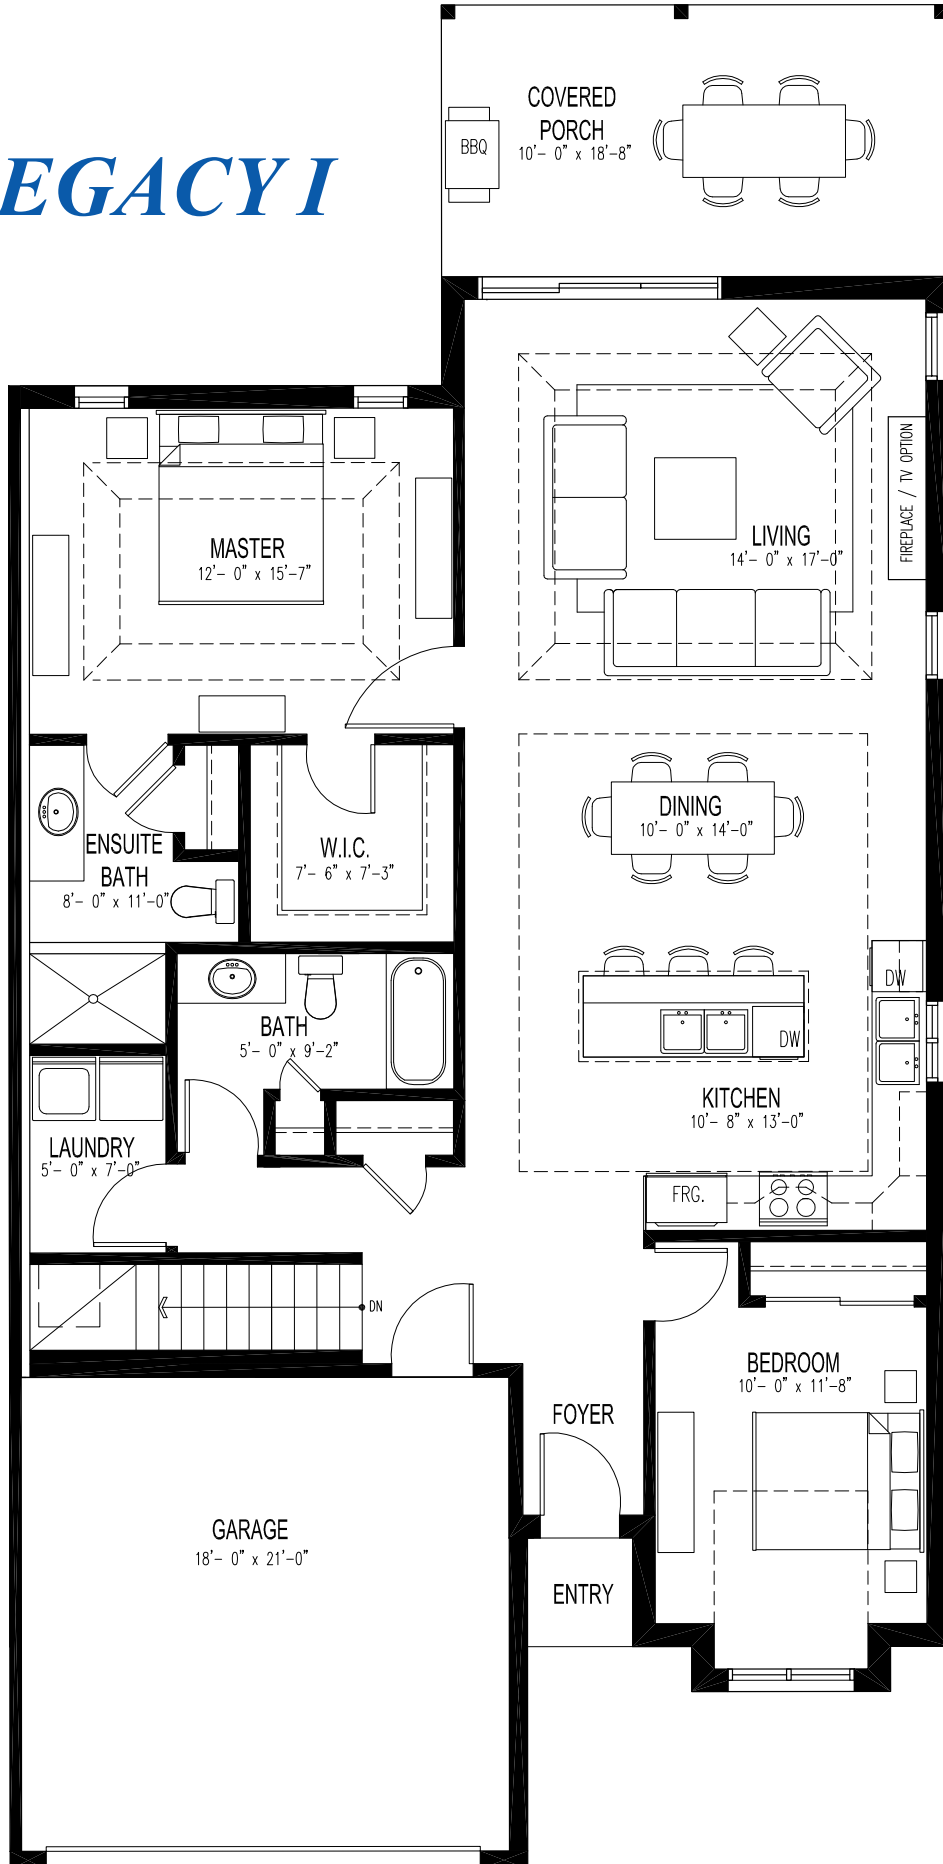 COVERED
PORCH
10'- 0" x 18'-8"
BBQ
EGACY I
FIREPLACE / TV OPTION
LIVING
14'- 0" x 17'-0"
MASTER
12'- 0" x 15'-7"
DINING
10'- 0" x 14'-0"
ENSUITE
BATH
8'- 0" x 11'-0"
W.I.C.
7'- 6" x 7'-3"
DW
BATH
5'- 0" x 9'-2"
DW
KITCHEN
10'- 8" x 13'-0"
LAUNDRY
5'- 0" x 7'-0"
FRG.
DN
BEDROOM
10'- 0" x 11'-8"
FOYER
GARAGE
18'- 0" x 21'-0"
ENTRY